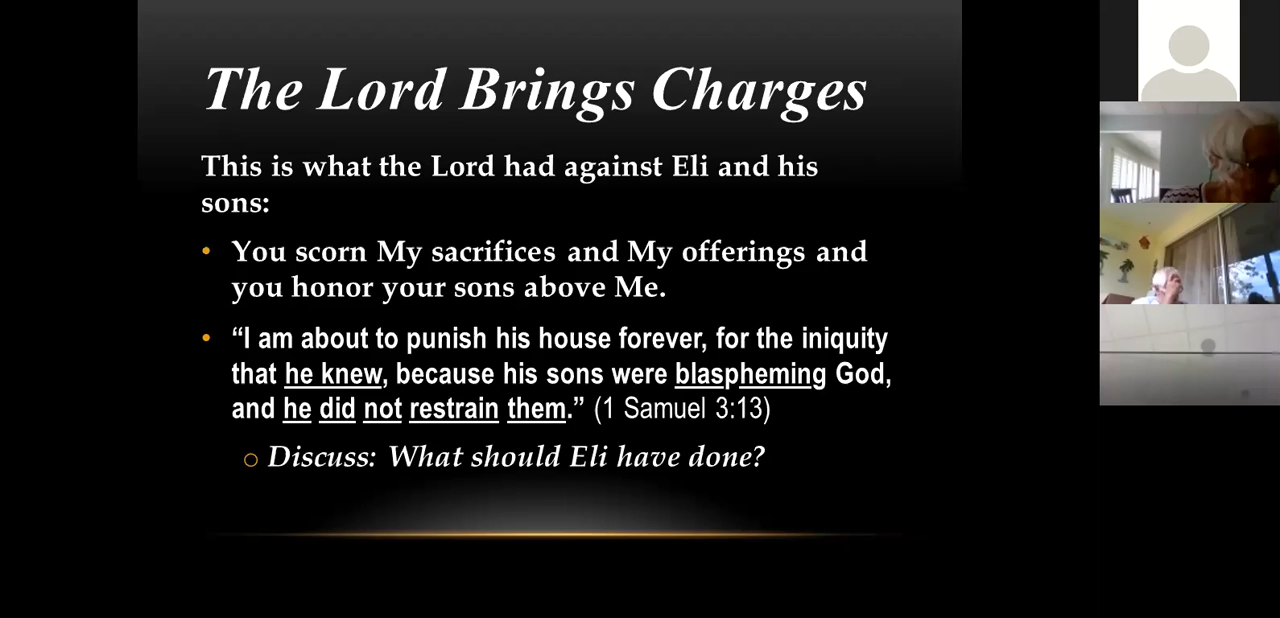 The Lord Brings Charges
This is what the Lord had against Eli and his
sons:
• You scorn My sacrifices and My offerings and
you honor your sons above Me.
• “I am about to punish his house forever, for the iniquity
that he knew, because his sons were blaspheming God,
and he did not restrain them.” (1 Samuel 3:13)
o Discuss: What should Eli have done?